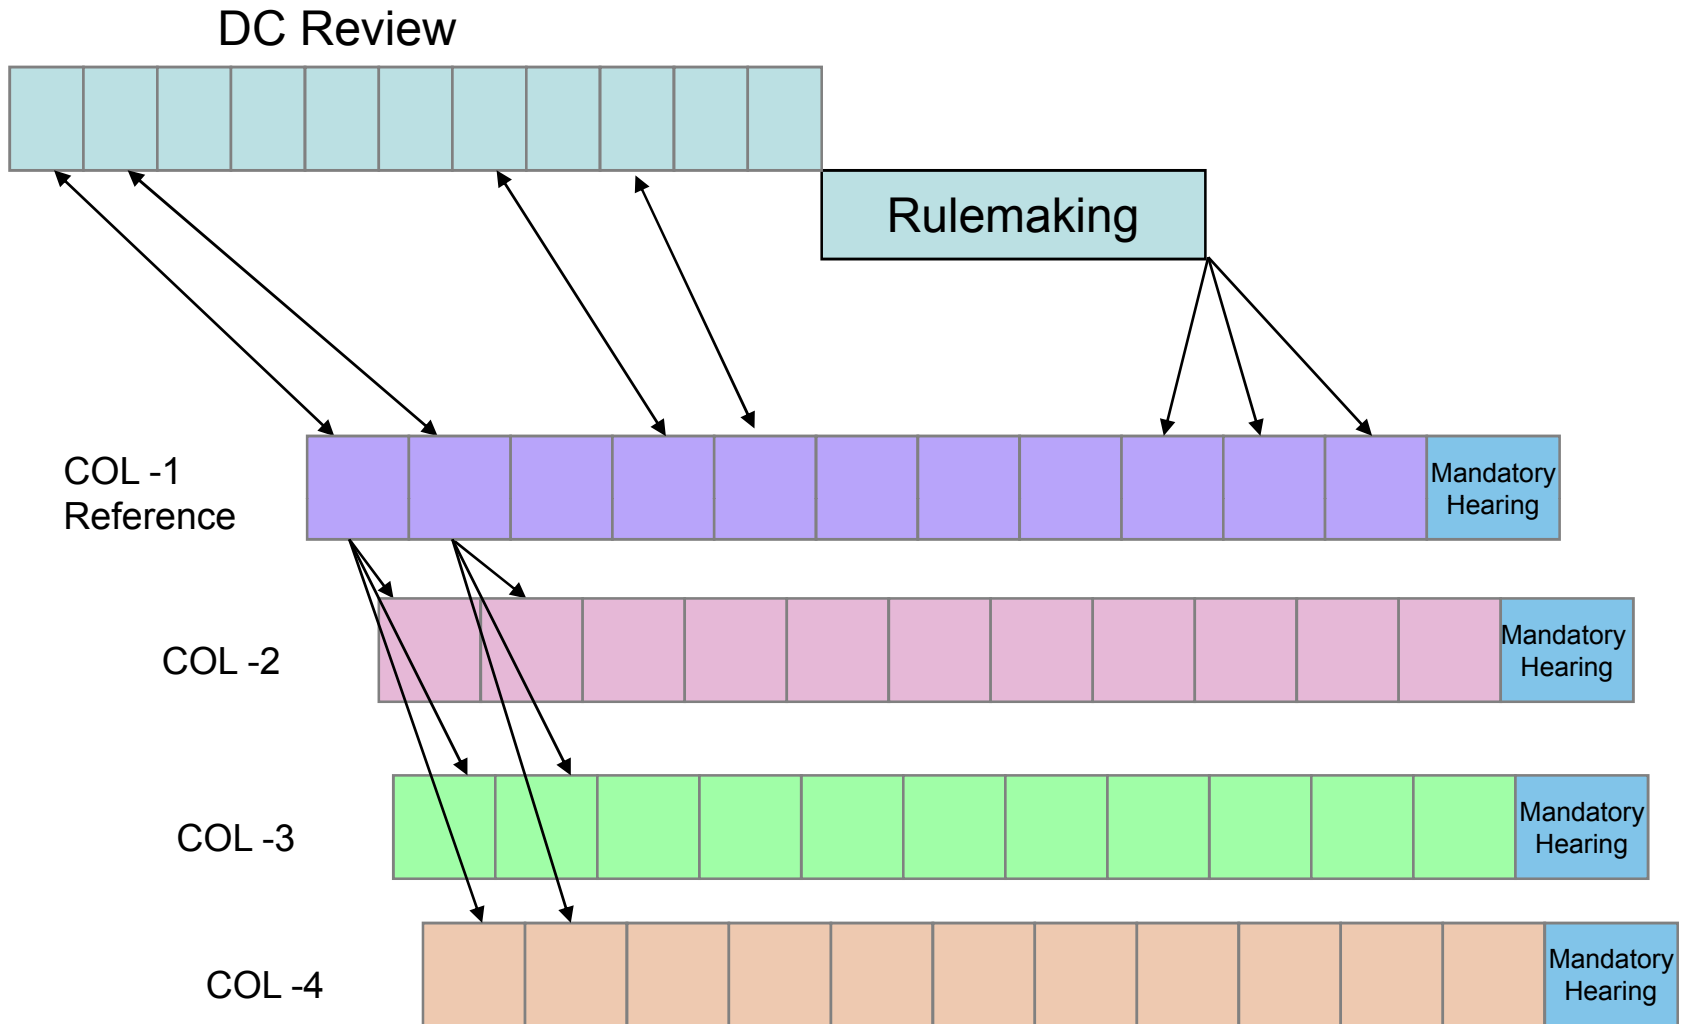 DC Review
Rulemaking
COL -1
Reference
Mandatory
Hearing
COL -2
Mandatory
Hearing
COL -3
Mandatory
Hearing
COL -4
Mandatory
Hearing